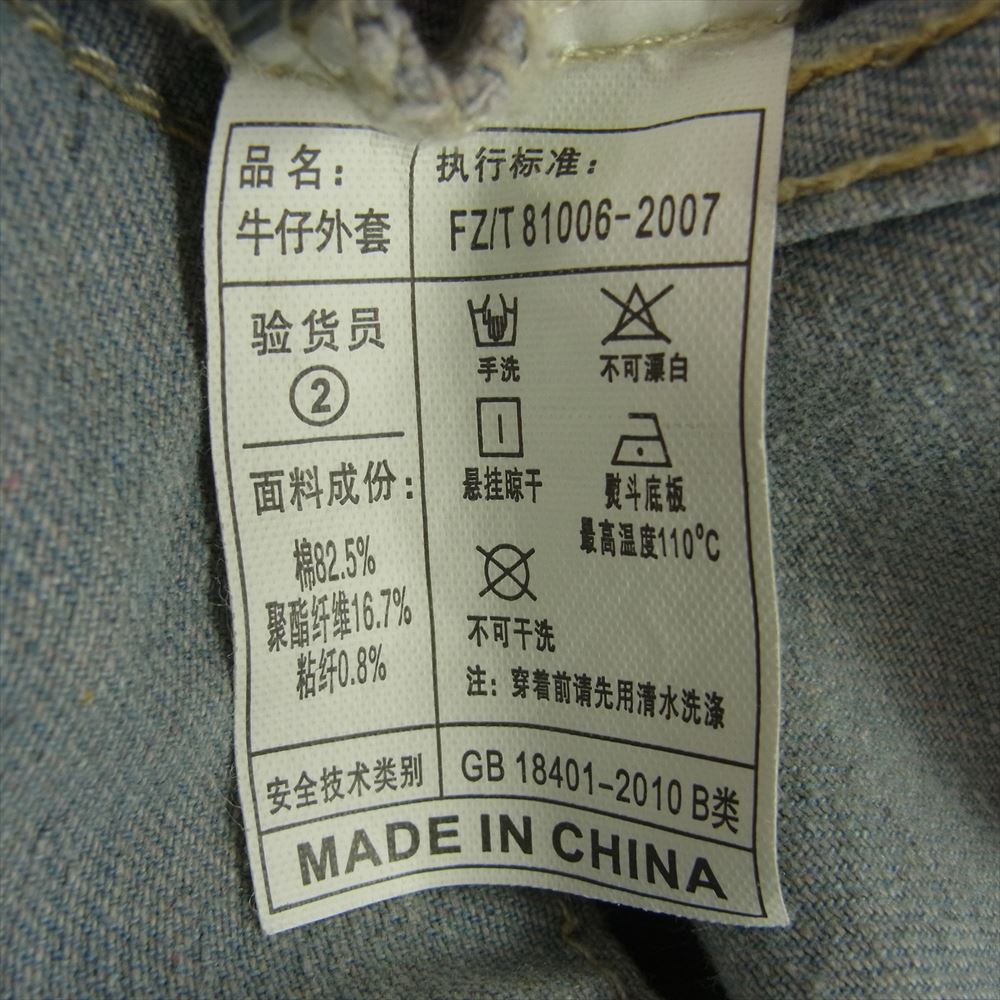 品名：
牛仔外套
执行标准：
FZ/T 81006-2007
验货员
②
面料成份：
棉82.5%
聚酯纤维16.7%
粘纤0.8%
手洗
不可漂白
悬挂晾干
熨斗底板
最高温度110°C
不可干洗
注：穿着前请先用清水洗涤
安全技术类别
GB 18401-2010 B类
MADE IN CHINA